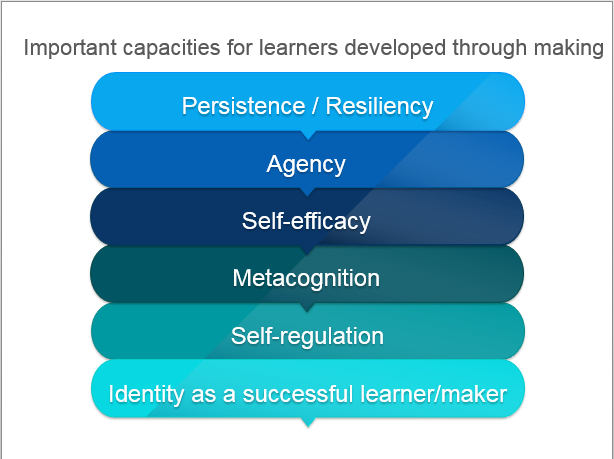 Important capacities for learners developed through making
Persistence / Resiliency
Agency
Self-efficacy
Metacognition
Self-regulation
Identity as a successful learner/maker